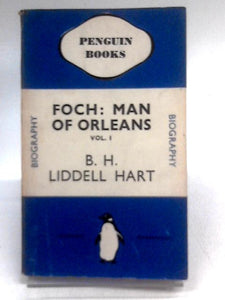 PENGUIN
BOOKS
BIOGRAPHY
FOCH: MAN
OF ORLEANS
VOL. I
B. H.
LIDDELL HART
BIOGRAPHY